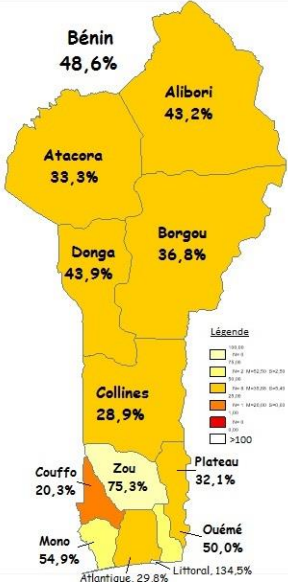 Bénin
48,6%
Alibori
43,2%
Atacora
33,3%
Borgou
36,8%
Donga
43,9%
Légende
>100
Collines
28,9%
Zou
75,3%
Plateau
32,1%
Couffo
20,3%
Ouémé
50,0%
Mono
54,9%
Littoral, 134,5%
Atlantique, 29,8%